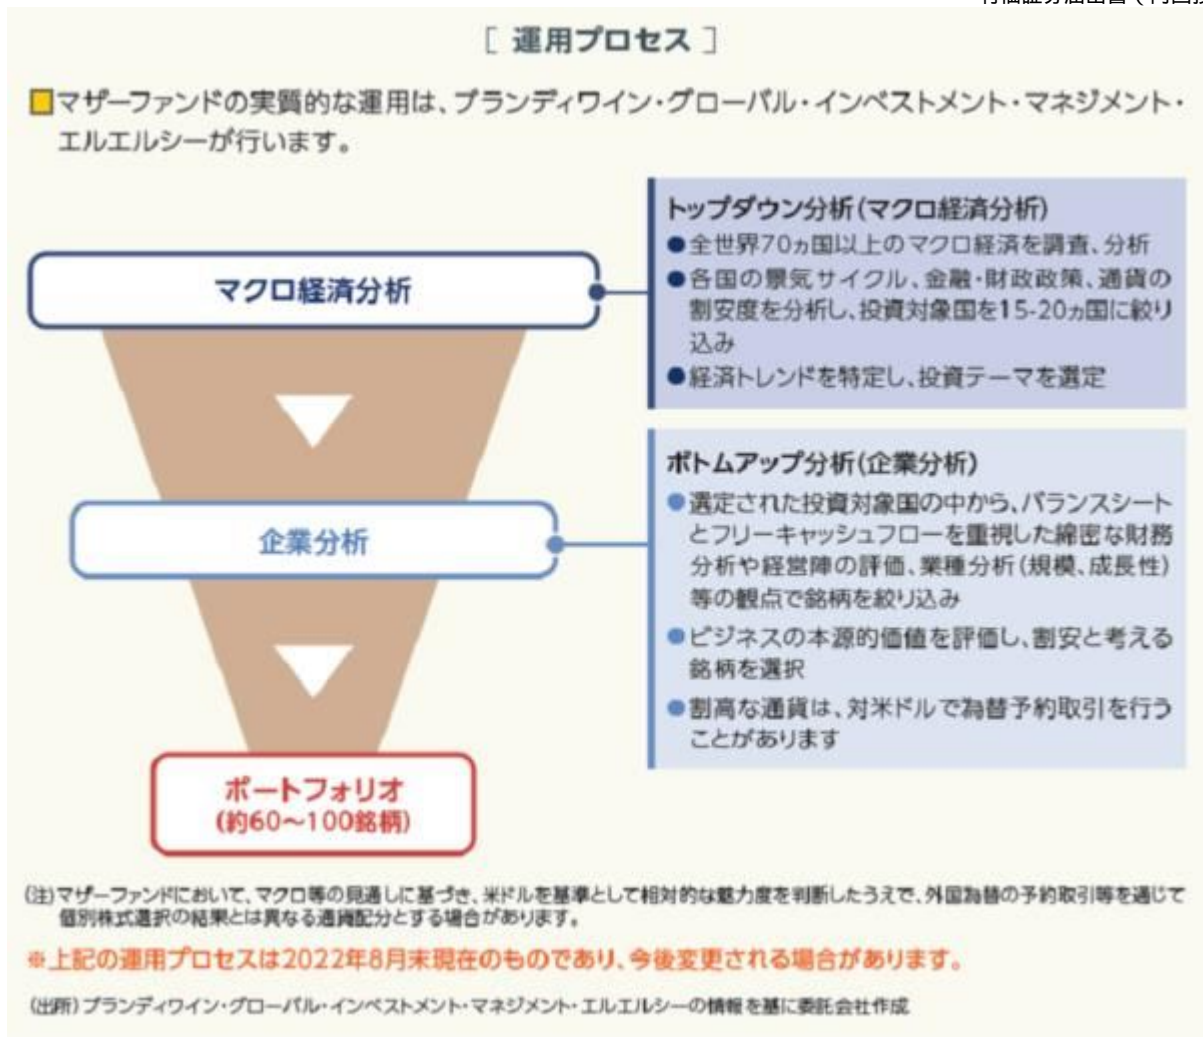 ［ 運用プロセス ］
マザーファンドの実質的な運用は、ブランディワイン・グローバル・インベストメント・マネジメント・
エルエルシーが行います。
トップダウン分析(マクロ経済分析)
●全世界70ヵ国以上のマクロ経済を調査、分析
●各国の景気サイクル、金融・財政政策、通貨の
割安度を分析し、投資対象国を15-20ヵ国に絞り
込み
●経済トレンドを特定し、投資テーマを選定
マクロ経済分析
ボトムアップ分析(企業分析)
●選定された投資対象国の中から、バランスシート
とフリーキャッシュフローを重視した綿密な財務
分析や経営陣の評価、業種分析(規模、成長性)
等の観点で銘柄を絞り込み
●ビジネスの本源的価値を評価し、割安と考える
銘柄を選択
●割高な通貨は、対米ドルで為替予約取引を行う
ことがあります
企業分析
ポートフォリオ
(約60～100銘柄)
(注)マザーファンドにおいて、マクロ等の見通しに基づき、米ドルを基準として相対的な魅力度を判断したうえで、外国為替の予約取引等を通じて
個別株式選択の結果とは異なる通貨配分とする場合があります。
※上記の運用プロセスは2022年8月末現在のものであり、今後変更される場合があります。
(出所)ブランディワイン・グローバル・インベストメント・マネジメント・エルエルシーの情報を基に委託会社作成